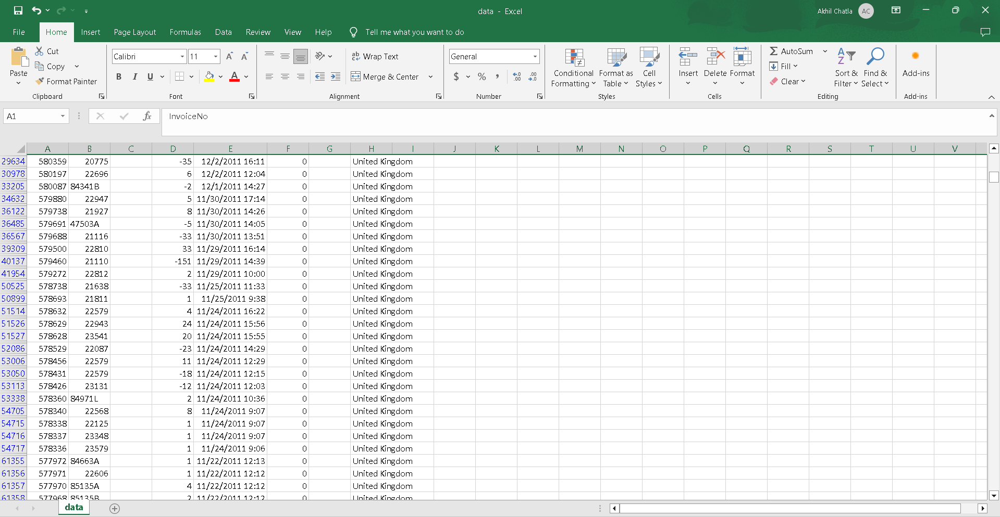 data - Excel
Akhil Chatla AC
File Home Insert Page Layout Formulas Data Review View Help Tell me what you want to do
Paste
Cut
Copy
Format Painter
Clipboard
Calibri 11
B I U
Font
Wrap Text
Merge & Center
Alignment
General
$ % ,
Number
Conditional Formatting
Format as Table
Cell Styles
Styles
Insert Delete Format
Cells
AutoSum
Fill
Clear
Sort & Filter
Find & Select
Editing
Add-ins
Add-ins
A1 fx InvoiceNo
A B C D E F G H I J K L M N O P Q R S T U V
29634 580359 20775 -35 12/2/2011 16:11 0 United Kingdom
30978 580197 22696 6 12/2/2011 12:04 0 United Kingdom
33205 580087 84341B -2 12/1/2011 14:27 0 United Kingdom
34632 579880 22947 5 11/30/2011 17:14 0 United Kingdom
36122 579738 21927 8 11/30/2011 14:26 0 United Kingdom
36485 579691 47503A -5 11/30/2011 14:05 0 United Kingdom
36567 579688 21116 -33 11/30/2011 13:51 0 United Kingdom
39309 579500 22810 33 11/29/2011 16:14 0 United Kingdom
40137 579460 21110 -151 11/29/2011 14:39 0 United Kingdom
41954 579272 22812 2 11/29/2011 10:00 0 United Kingdom
50525 578738 21638 -33 11/25/2011 11:33 0 United Kingdom
50899 578693 21811 1 11/25/2011 9:38 0 United Kingdom
51514 578632 22579 4 11/24/2011 16:22 0 United Kingdom
51526 578629 22943 24 11/24/2011 15:56 0 United Kingdom
51527 578628 23541 20 11/24/2011 15:55 0 United Kingdom
52086 578529 22087 -23 11/24/2011 14:29 0 United Kingdom
53006 578456 22579 11 11/24/2011 12:29 0 United Kingdom
53050 578431 22579 -18 11/24/2011 12:15 0 United Kingdom
53113 578426 23131 -12 11/24/2011 12:03 0 United Kingdom
53338 578360 84971L 2 11/24/2011 10:36 0 United Kingdom
54705 578340 22568 8 11/24/2011 9:07 0 United Kingdom
54715 578338 22125 1 11/24/2011 9:07 0 United Kingdom
54716 578337 23348 1 11/24/2011 9:07 0 United Kingdom
54717 578336 23579 1 11/24/2011 9:06 0 United Kingdom
61355 577972 84663A 1 11/22/2011 12:13 0 United Kingdom
61356 577971 22606 1 11/22/2011 12:12 0 United Kingdom
61357 577970 85135A 4 11/22/2011 12:12 0 United Kingdom
61358 577968 85135B 2 11/22/2011 12:12 0 United Kingdom
data